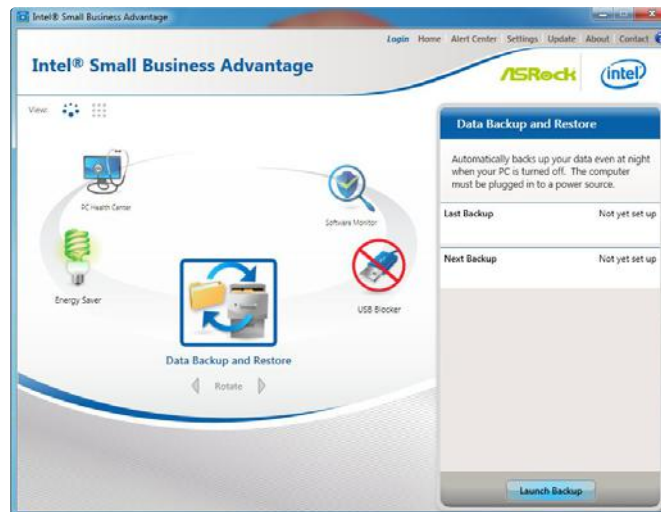 Intel® Small Business Advantage
Login Home Alert Center Settings Update About Contact
Intel® Small Business Advantage
ASRock
intel
View:
Data Backup and Restore
Automatically backs up your data even at night
when your PC is turned off. The computer
must be plugged in to a power source.
Last Backup Not yet set up
Next Backup Not yet set up
PC Health Center
Software Monitor
Energy Saver
USB Blocker
Data Backup and Restore
Rotate
Launch Backup